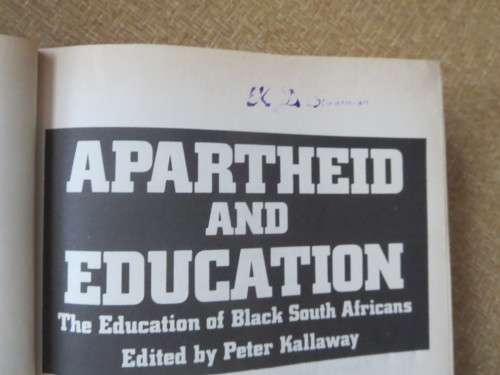 APARTHEID
AND
EDUCATION
The Education of Black South Africans
Edited by Peter Kallaway